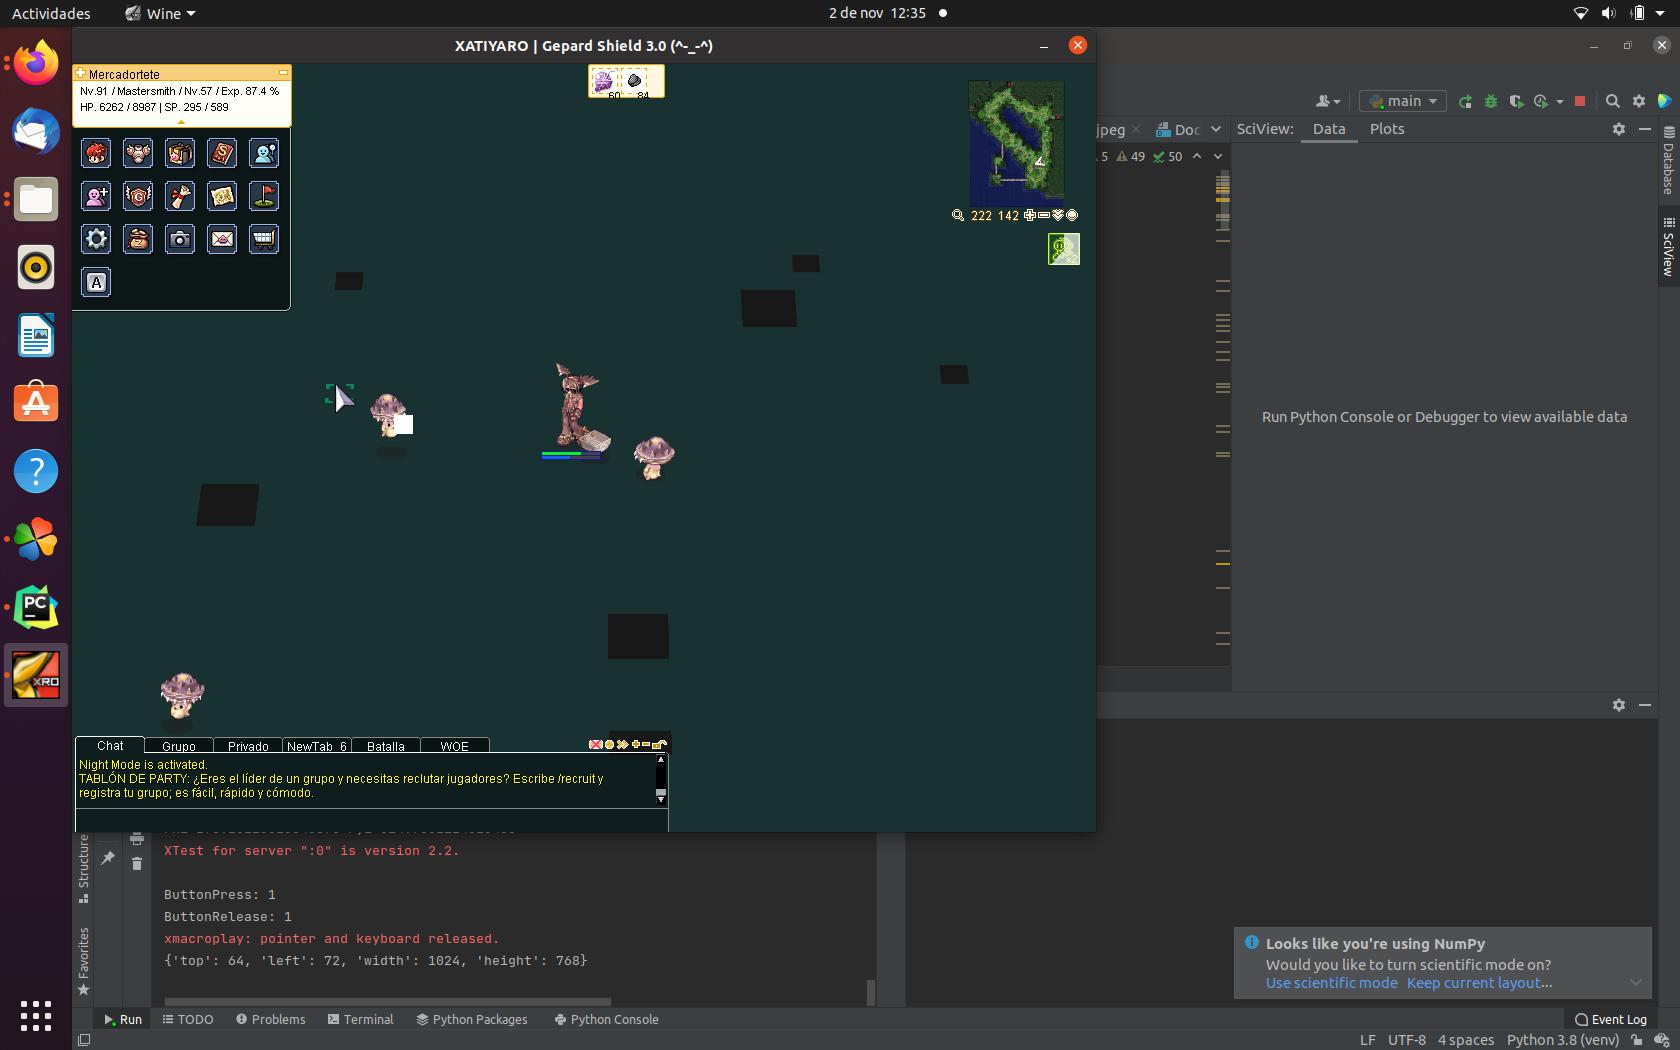 Actividades
Wine
2 de nov 12:35
XATIYARO | Gepard Shield 3.0 (^-_-^)
Mercadortete
Nv.91 / Mastersmith / Nv.57 / Exp. 87.4 %
HP. 6262 / 8987 | SP. 295 / 589
60
84
222 142
A
main
jpeg
Doc
SciView:
Data
Plots
5
49
50
Database
SciView
Run Python Console or Debugger to view available data
PC
XRO
Chat
Grupo
Privado
NewTab_6
Batalla
WOE
Night Mode is activated.
TABLÓN DE PARTY: ¿Eres el líder de un grupo y necesitas reclutar jugadores? Escribe /recruit y
registra tu grupo; es fácil, rápido y cómodo.
XTest for server ":0" is version 2.2.
ButtonPress: 1
ButtonRelease: 1
xmacroplay: pointer and keyboard released.
{'top': 64, 'left': 72, 'width': 1024, 'height': 768}
Structure
Favorites
Looks like you're using NumPy
Would you like to turn scientific mode on?
Use scientific mode Keep current layout...
Run
TODO
Problems
Terminal
Python Packages
Python Console
Event Log
LF UTF-8 4 spaces Python 3.8 (venv)